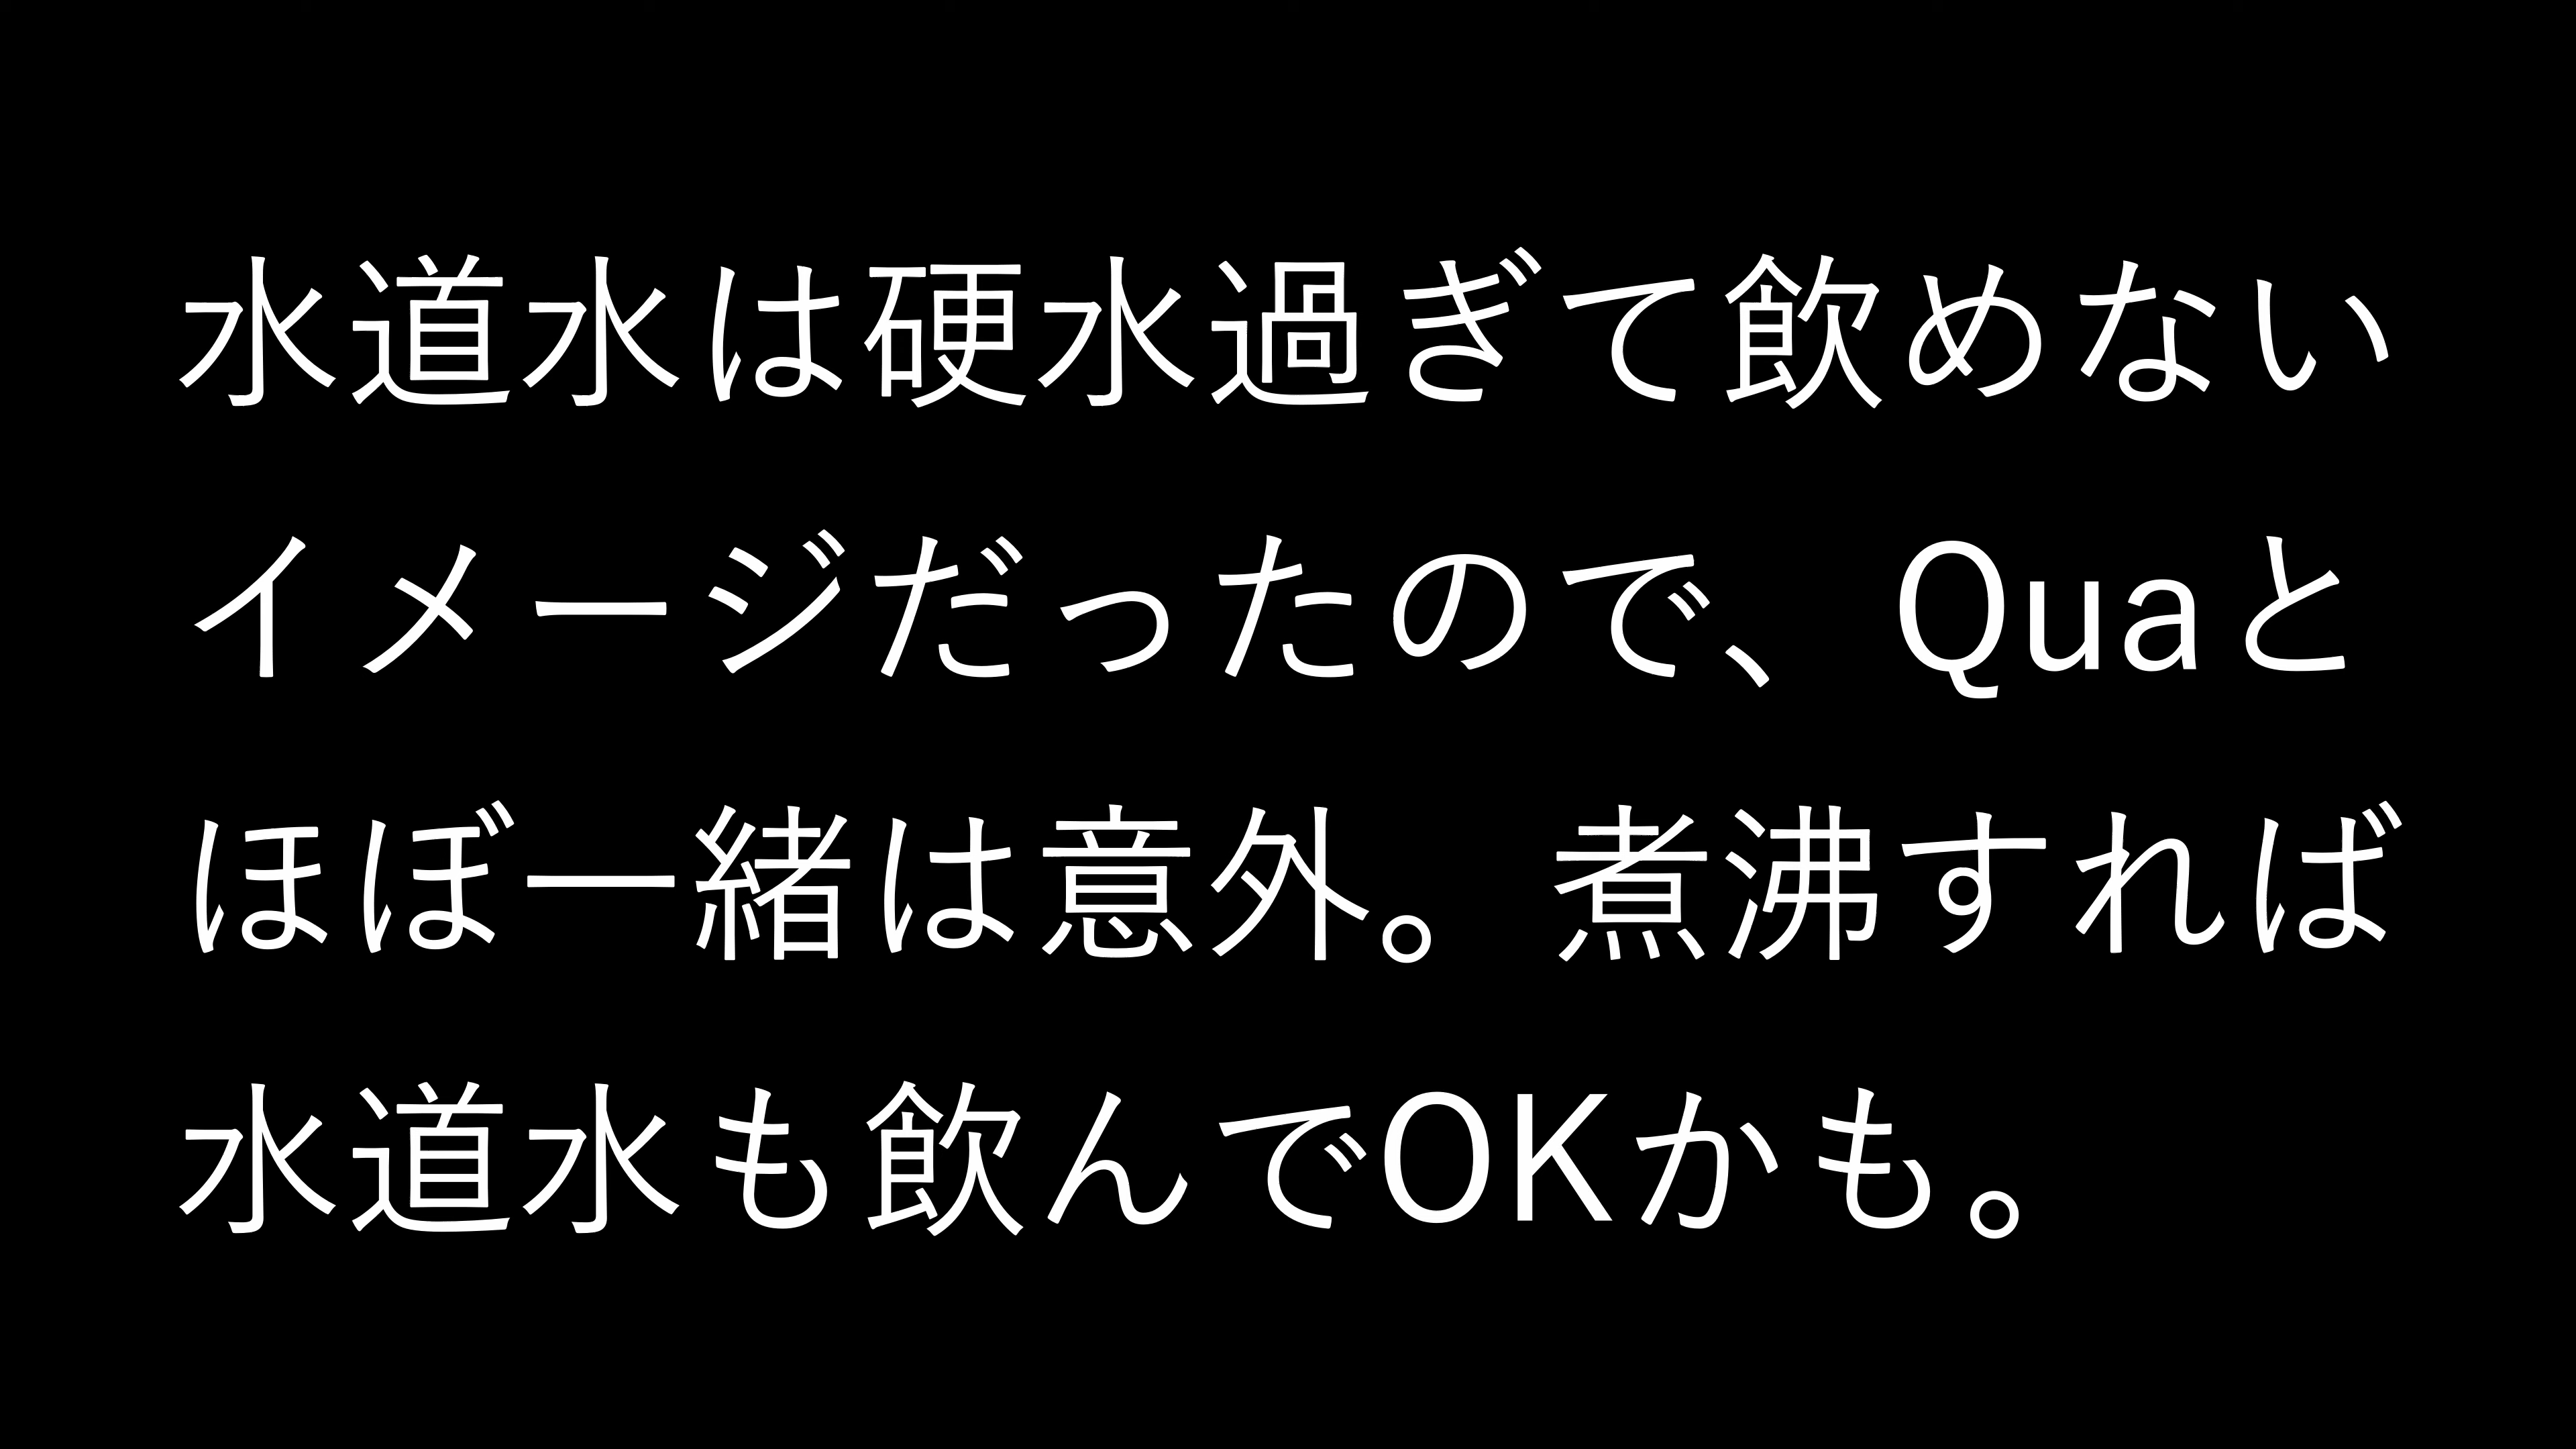 水道水は硬水過ぎて飲めない
イメージだったので、Quaと
ほぼ一緒は意外。煮沸すれば
水道水も飲んでOKかも。